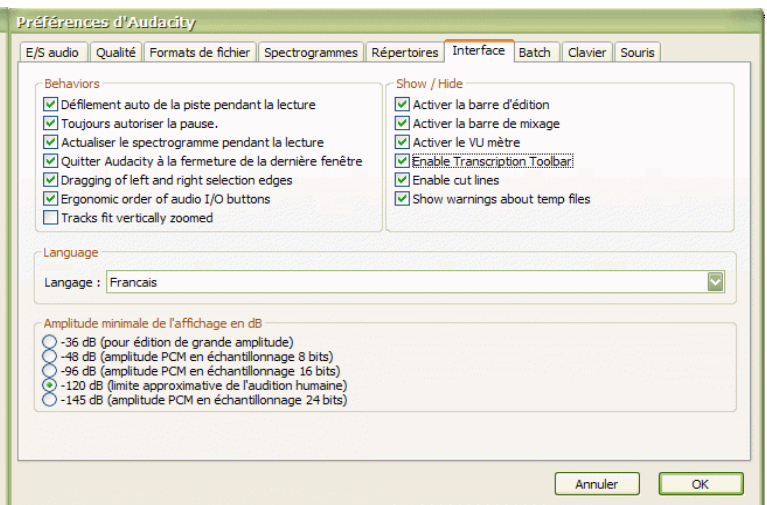 Préférences d'Audacity
E/S audio Qualité Formats de fichier Spectrogrammes Répertoires Interface Batch Clavier Souris
Behaviors
Défilement auto de la piste pendant la lecture
Toujours autoriser la pause.
Actualiser le spectrogramme pendant la lecture
Quitter Audacity à la fermeture de la dernière fenêtre
Dragging of left and right selection edges
Ergonomic order of audio I/O buttons
Tracks fit vertically zoomed
Show / Hide
Activer la barre d'édition
Activer la barre de mixage
Activer le VU mètre
Enable Transcription Toolbar
Enable cut lines
Show warnings about temp files
Language
Langage : Francais
Amplitude minimale de l'affichage en dB
-36 dB (pour édition de grande amplitude)
-48 dB (amplitude PCM en échantillonnage 8 bits)
-96 dB (amplitude PCM en échantillonnage 16 bits)
-120 dB (limite approximative de l'audition humaine)
-145 dB (amplitude PCM en échantillonnage 24 bits)
Annuler OK